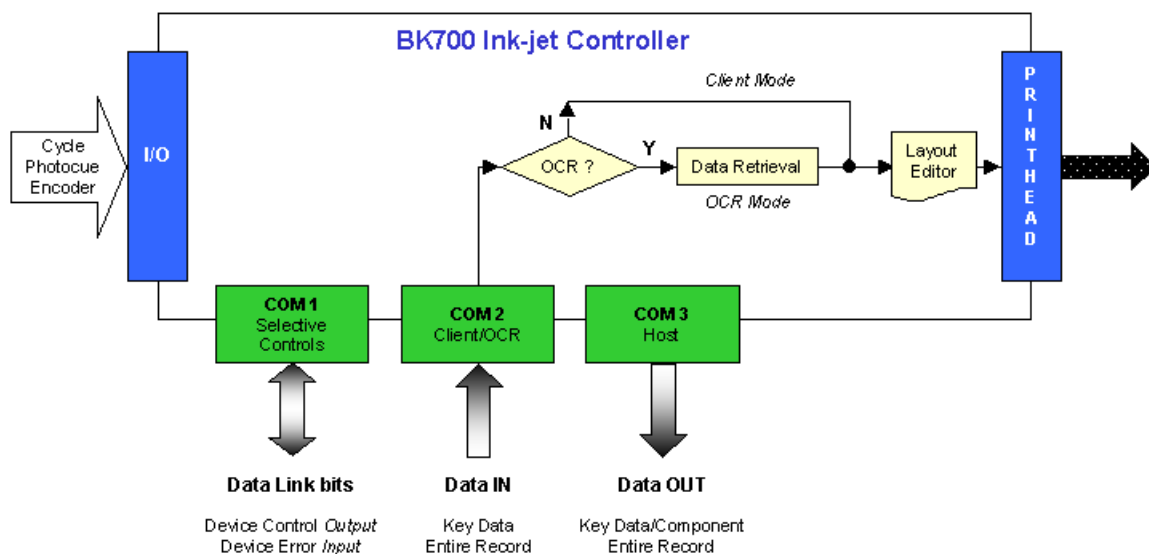 BK700 Ink-jet Controller
Client Mode
Cycle
Photocue
Encoder
I/O
N
OCR ?
Y
Data Retrieval
OCR Mode
Layout
Editor
PRINTHEAD
COM 1
Selective
Controls
COM 2
Client/OCR
COM 3
Host
Data Link bits
Device Control Output
Device Error Input
Data IN
Key Data
Entire Record
Data OUT
Key Data/Component
Entire Record